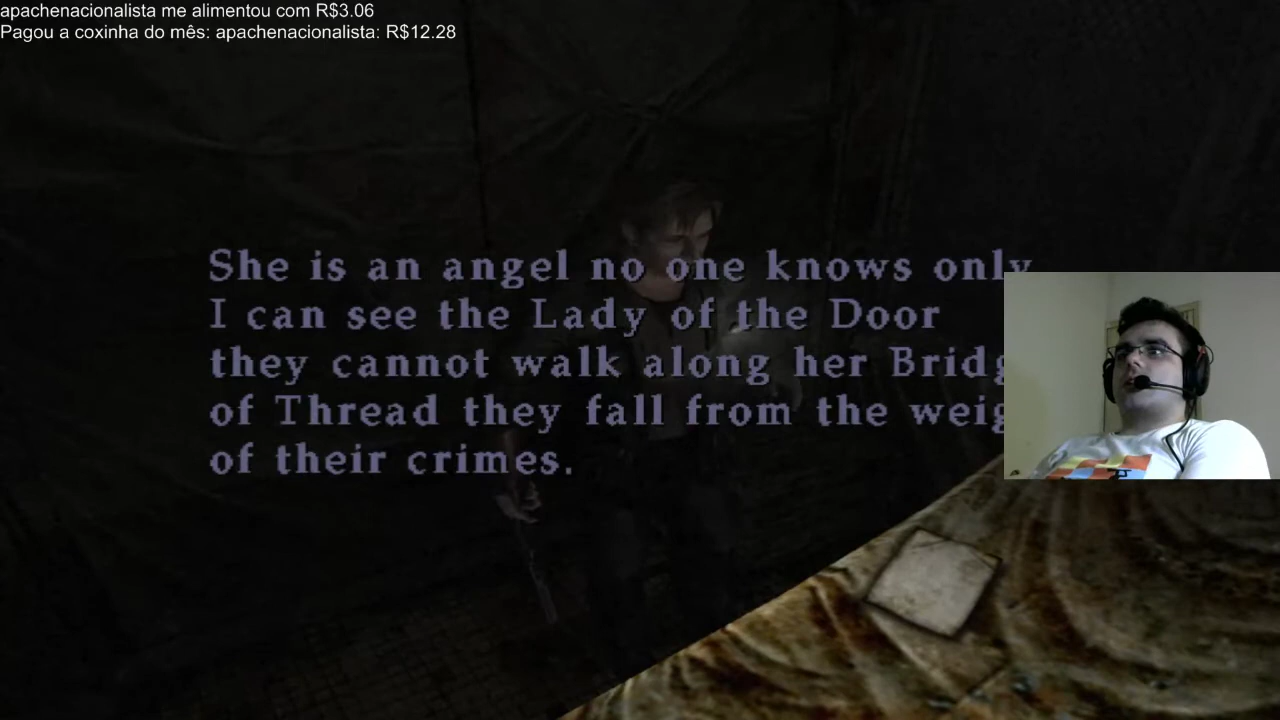 apachenacionalista me alimentou com R$3.06
Pagou a coxinha do mês: apachenacionalista: R$12.28
She is an angel no one knows only
I can see the Lady of the Door
they cannot walk along her
of Thread they fall from the
of their crimes.